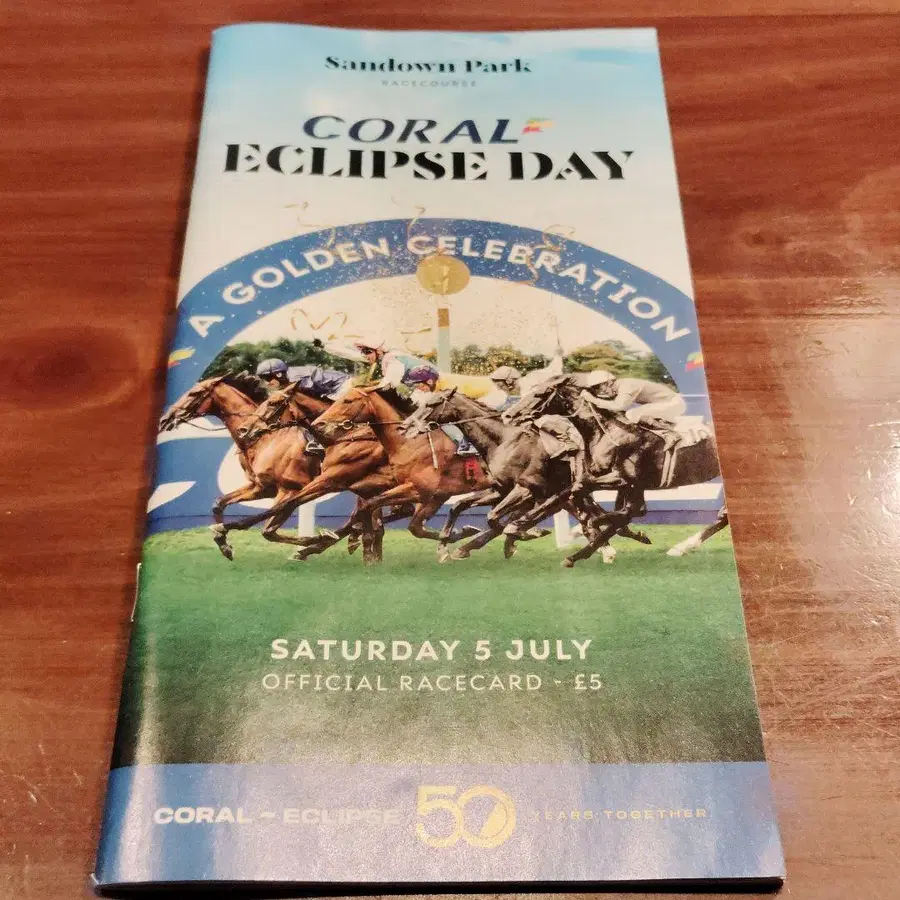 Sandown Park
RACECOURSE
CORAL
ECLIPSE DAY
A GOLDEN CELEBRATION
SATURDAY 5 JULY
OFFICIAL RACECARD - £5
CORAL ~ ECLIPSE 50 YEARS TOGETHER